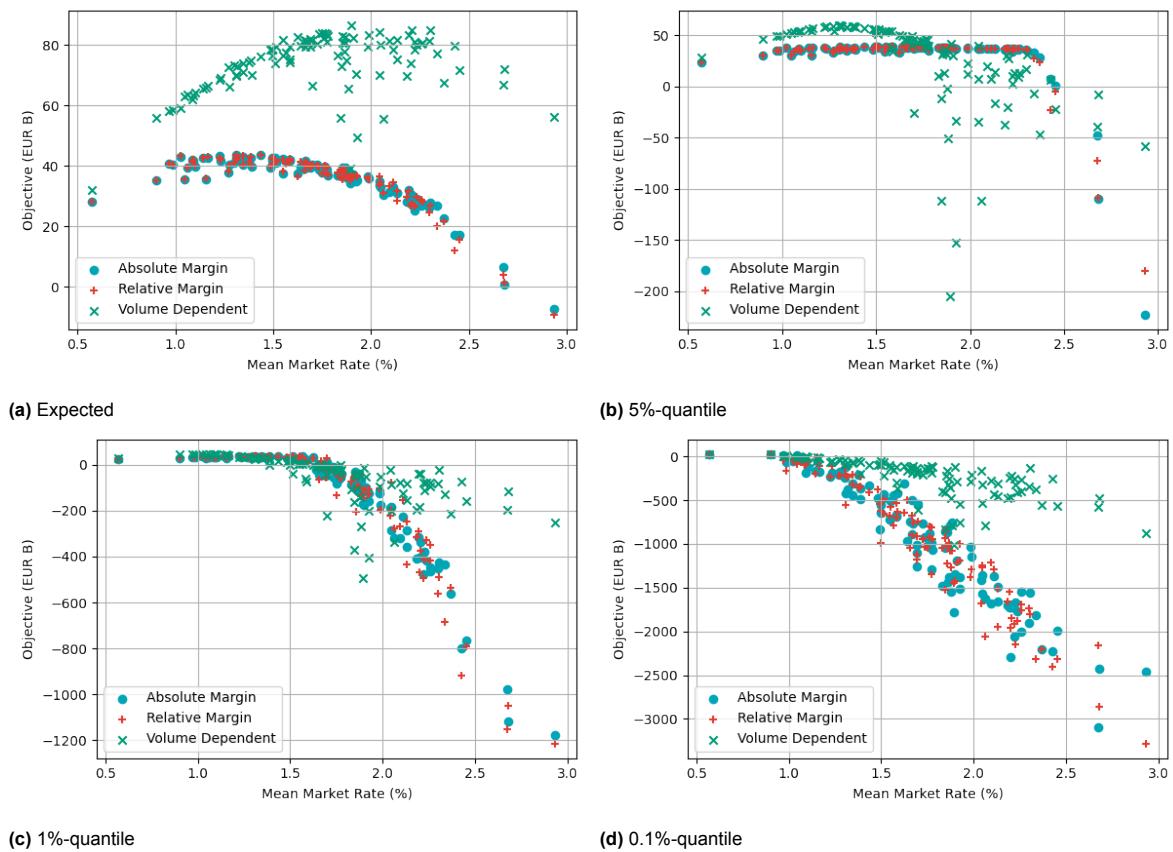 80
60
40
20
0
Objective (EUR B)
Absolute Margin
Relative Margin
Volume Dependent
0.5 1.0 1.5 2.0 2.5 3.0
Mean Market Rate (%)
(a) Expected
50
0
−50
−100
−150
−200
Objective (EUR B)
Absolute Margin
Relative Margin
Volume Dependent
0.5 1.0 1.5 2.0 2.5 3.0
Mean Market Rate (%)
(b) 5%-quantile
0
−200
−400
−600
−800
−1000
−1200
Objective (EUR B)
Absolute Margin
Relative Margin
Volume Dependent
0.5 1.0 1.5 2.0 2.5 3.0
Mean Market Rate (%)
(c) 1%-quantile
0
−500
−1000
−1500
−2000
−2500
−3000
Objective (EUR B)
Absolute Margin
Relative Margin
Volume Dependent
0.5 1.0 1.5 2.0 2.5 3.0
Mean Market Rate (%)
(d) 0.1%-quantile